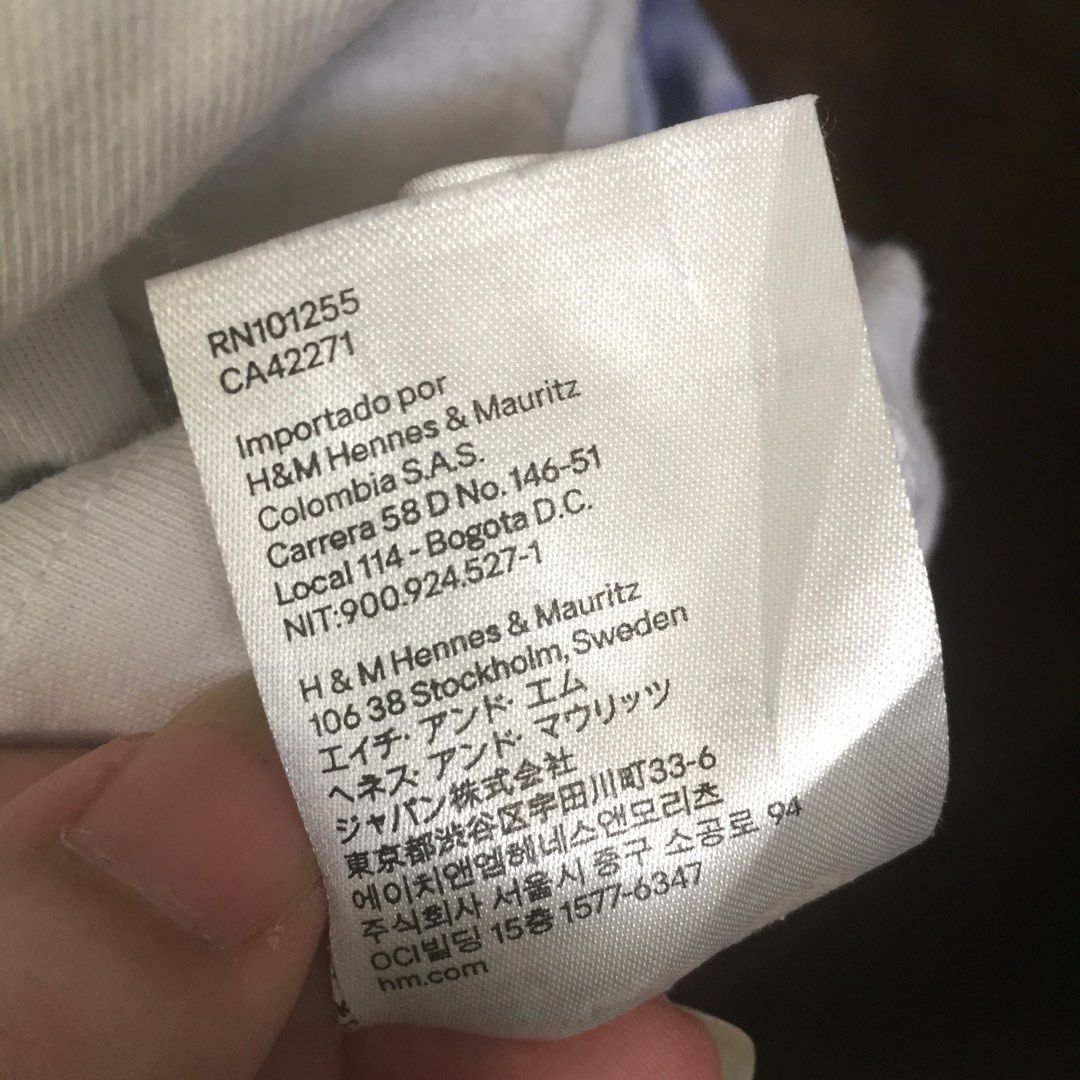 RN101255
CA42271
Importado por
H&M Hennes & Mauritz
Colombia S.A.S.
Carrera 58 D No. 146-51
Local 114 - Bogota D.C.
NIT:900.924.527-1
H & M Hennes & Mauritz
106 38 Stockholm, Sweden
エイチ・アンド・エム
ヘネス・アンド・マウリッツ
ジャパン株式会社
東京都渋谷区宇田川町33-6
에이치앤엠헤네스앤모리츠
주식회사 서울시 중구 소공로 94
OCI빌딩 15층 1577-6347
hm.com